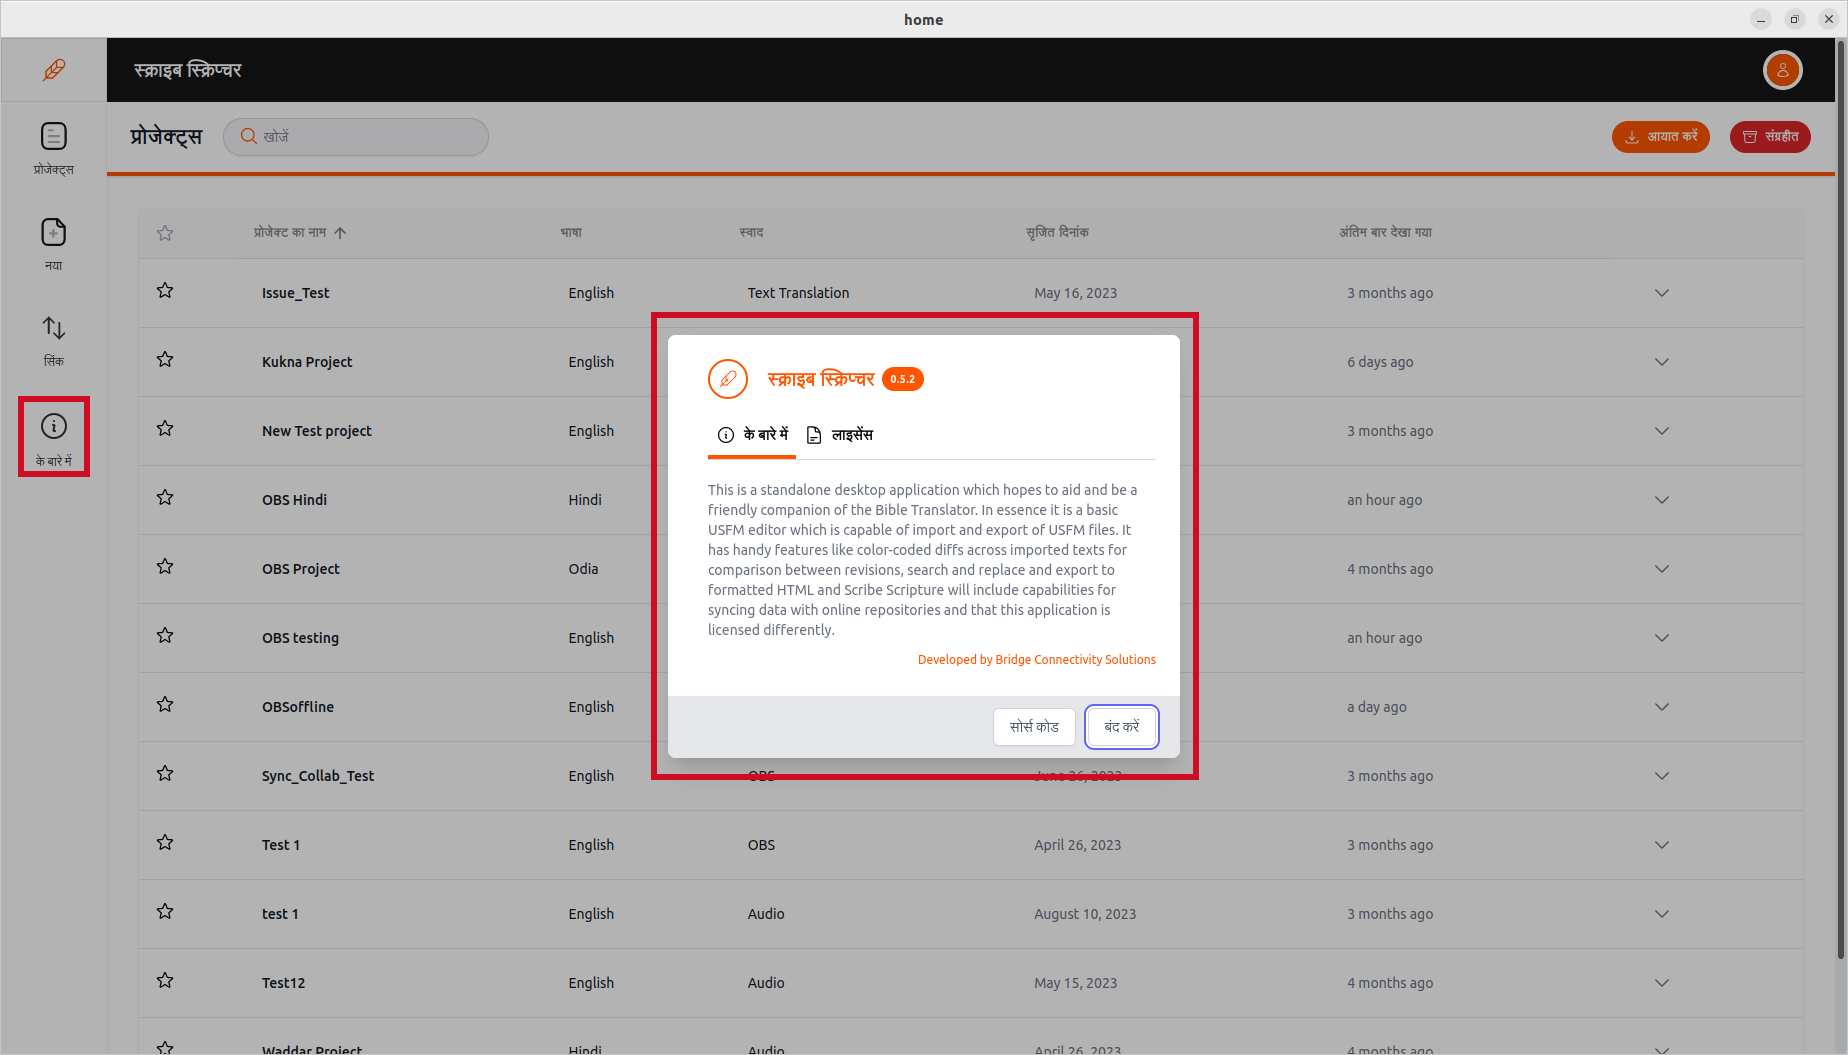 home
स्क्राइब स्क्रिप्चर
प्रोजेक्ट्स
खोजें
आयात करें
संग्रहीत
प्रोजेक्ट्स
नया
सिंक
के बारे में
प्रोजेक्ट का नाम
भाषा
स्वाद
सृजित दिनांक
अंतिम बार देखा गया
Issue_Test English Text Translation May 16, 2023 3 months ago
Kukna Project English 6 days ago
New Test project English 3 months ago
OBS Hindi Hindi an hour ago
OBS Project Odia 4 months ago
OBS testing English an hour ago
OBSoffline English a day ago
Sync_Collab_Test English OBS June 26, 2023 3 months ago
Test 1 English OBS April 26, 2023 3 months ago
test 1 English Audio August 10, 2023 3 months ago
Test12 English Audio May 15, 2023 4 months ago
Waddar Project Hindi Audio April 26, 2023 4 months ago
स्क्राइब स्क्रिप्चर 0.5.2
के बारे में लाइसेंस
This is a standalone desktop application which hopes to aid and be a
friendly companion of the Bible Translator. In essence it is a basic
USFM editor which is capable of import and export of USFM files. It
has handy features like color-coded diffs across imported texts for
comparison between revisions, search and replace and export to
formatted HTML and Scribe Scripture will include capabilities for
syncing data with online repositories and that this application is
licensed differently.
Developed by Bridge Connectivity Solutions
सोर्स कोड
बंद करें